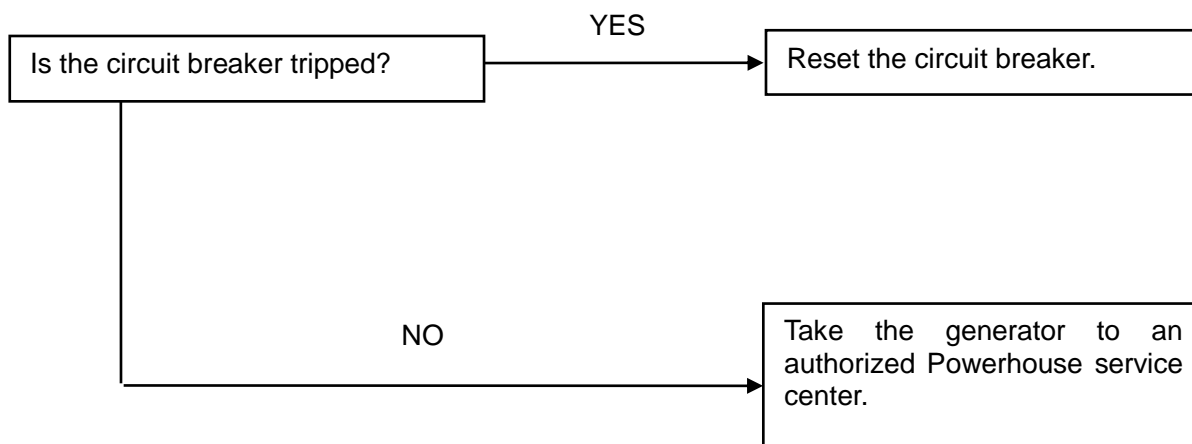 YES
Is the circuit breaker tripped?
Reset the circuit breaker.
NO
Take the generator to an
authorized Powerhouse service
center.